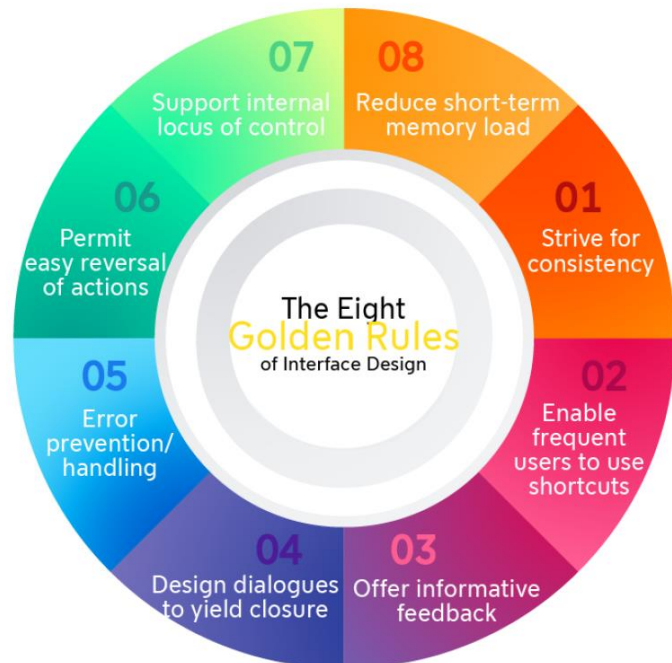 The Eight
Golden Rules
of Interface Design
01
Strive for
consistency
02
Enable
frequent
users to use
shortcuts
03
Offer informative
feedback
04
Design dialogues
to yield closure
05
Error
prevention/
handling
06
Permit
easy reversal
of actions
07
Support internal
locus of control
08
Reduce short-term
memory load